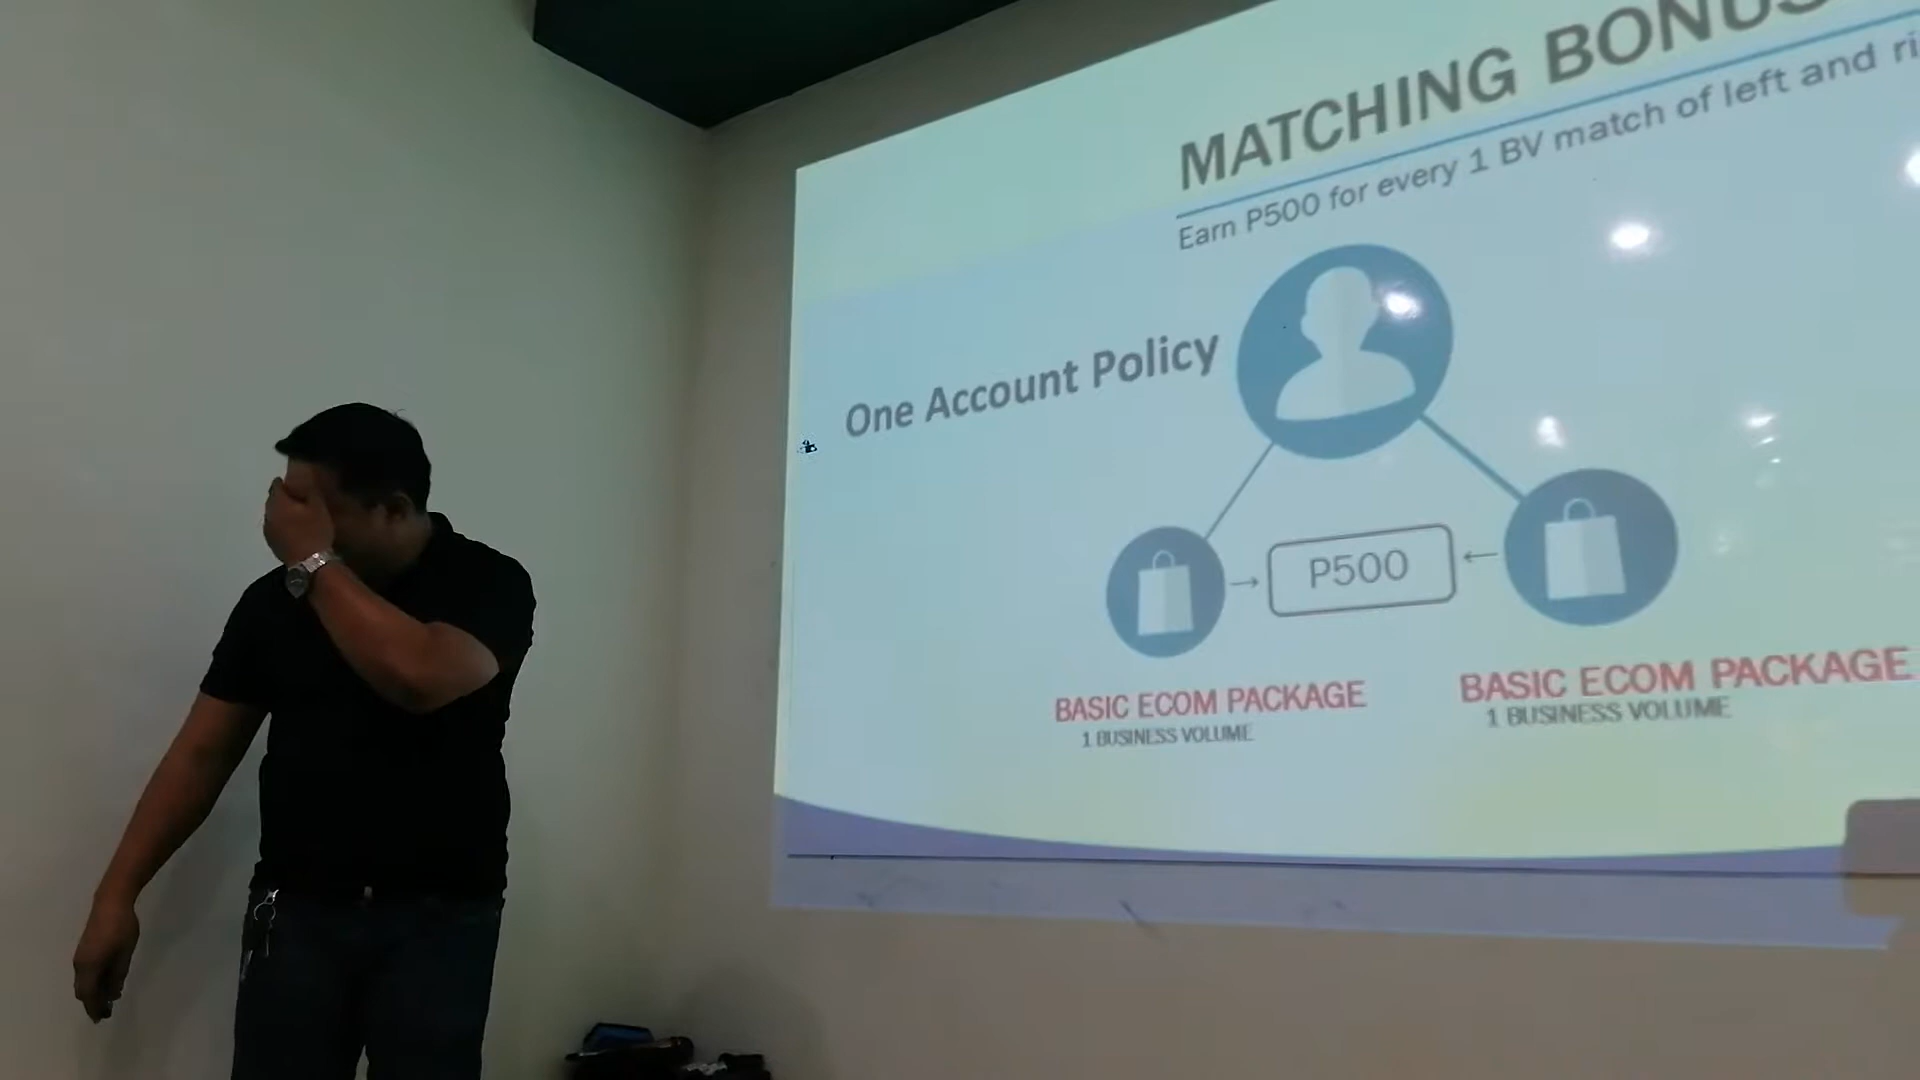 MATCHING BONUS
Earn P500 for every 1 BV match of left and
One Account Policy
P500
BASIC ECOM PACKAGE
1 BUSINESS VOLUME
BASIC ECOM PACKAGE
1 BUSINESS VOLUME